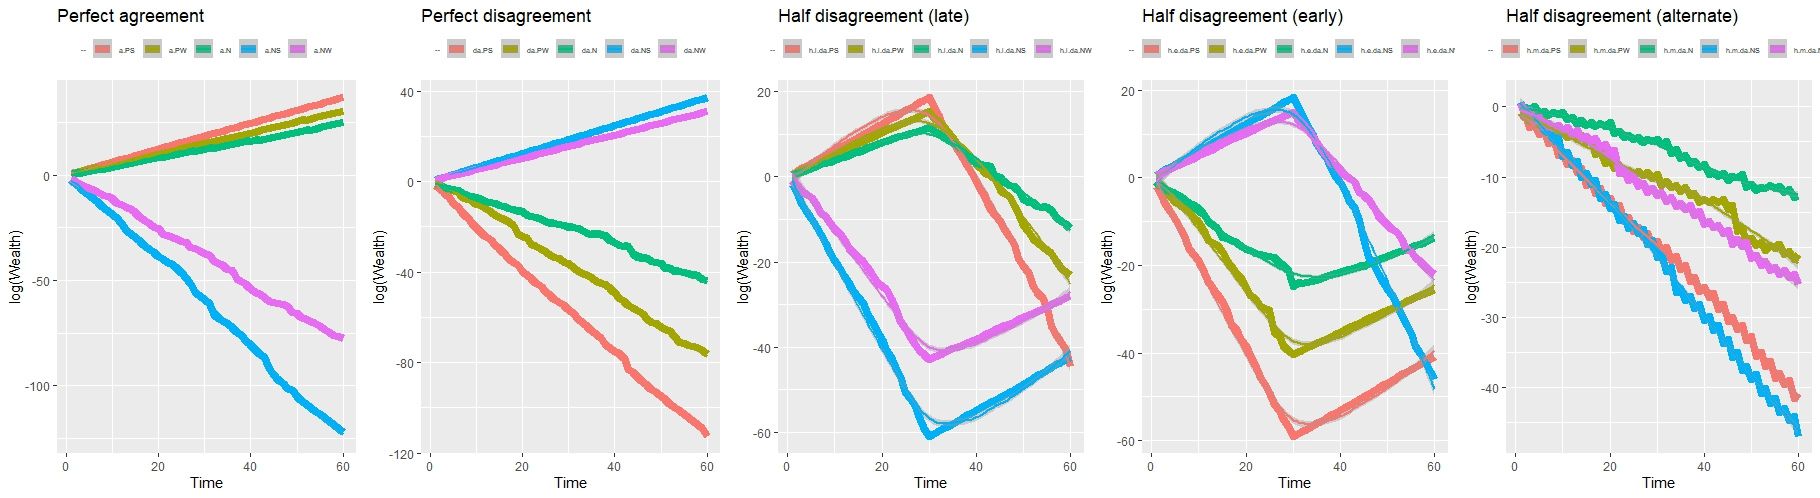 Perfect agreement
-- a.PS a.PW a.N a.NS a.NW
log(Wealth)
0
-50
-100
0 20 40 60
Time
Perfect disagreement
-- da.PS da.PW da.N da.NS da.NW
log(Wealth)
40
0
-40
-80
-120
0 20 40 60
Time
Half disagreement (late)
-- h.l.da.PS h.l.da.PW h.l.da.N h.l.da.NS h.l.da.NW
log(Wealth)
20
0
-20
-40
-60
0 20 40 60
Time
Half disagreement (early)
-- h.e.da.PS h.e.da.PW h.e.da.N h.e.da.NS
log(Wealth)
20
0
-20
-40
-60
0 20 40 60
Time
Half disagreement (alternate)
-- h.m.da.PS h.m.da.PW h.m.da.N h.m.da.NS
log(Wealth)
0
-10
-20
-30
-40
0 20 40 60
Time